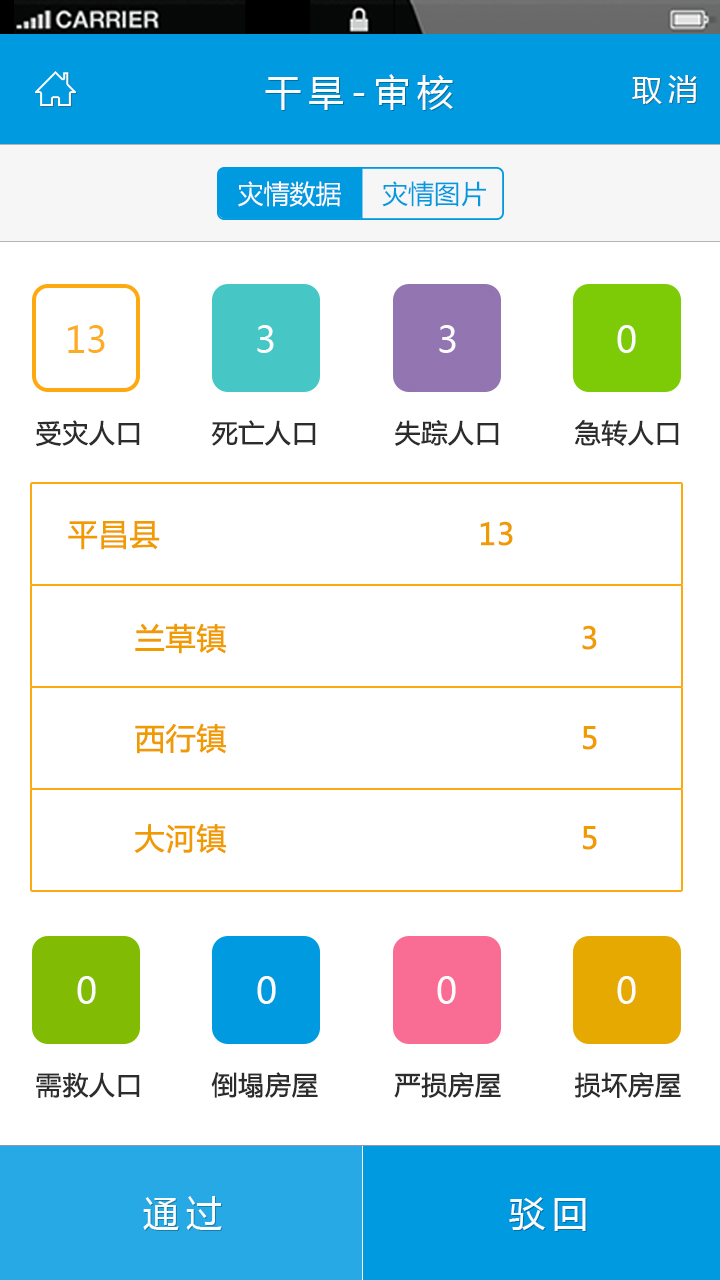 CARRIER
干旱-审核
取消
灾情数据 灾情图片
13 3 3 0
受灾人口 死亡人口 失踪人口 急转人口
平昌县 13
兰草镇 3
西行镇 5
大河镇 5
0 0 0 0
需救人口 倒塌房屋 严损房屋 损坏房屋
通过 驳回